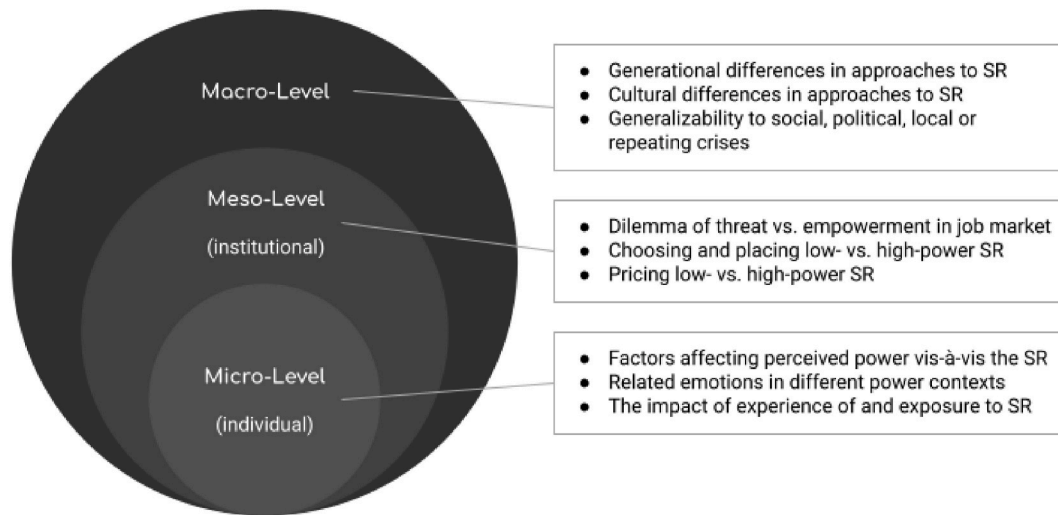 Macro-Level
● Generational differences in approaches to SR
● Cultural differences in approaches to SR
● Generalizability to social, political, local or
repeating crises
Meso-Level
(institutional)
● Dilemma of threat vs. empowerment in job market
● Choosing and placing low- vs. high-power SR
● Pricing low- vs. high-power SR
Micro-Level
(individual)
● Factors affecting perceived power vis-à-vis the SR
● Related emotions in different power contexts
● The impact of experience of and exposure to SR